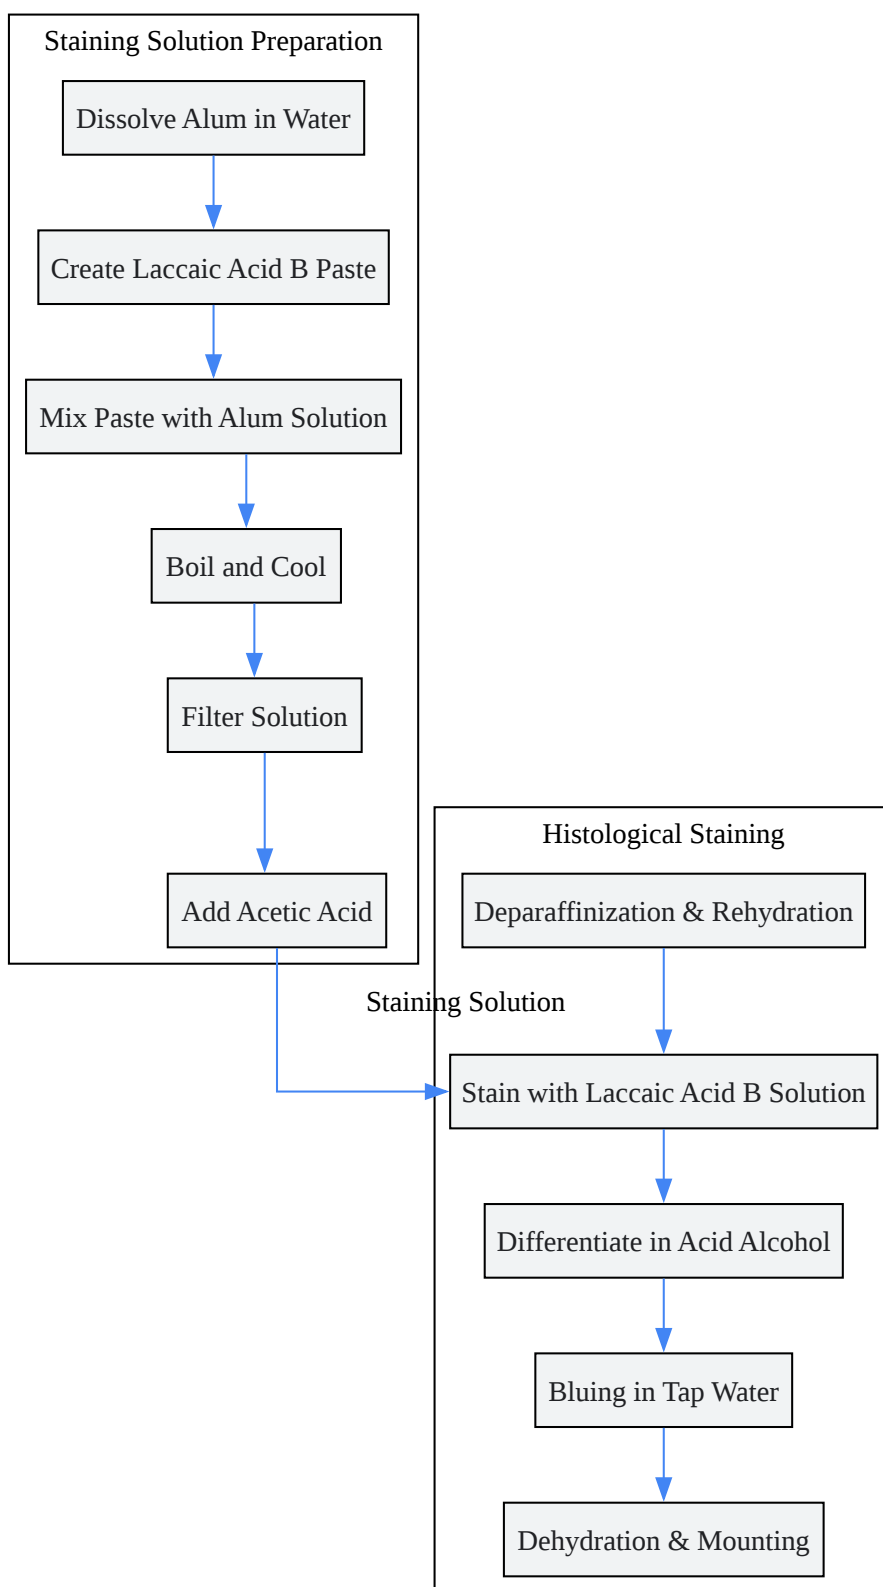 Staining Solution Preparation
Dissolve Alum in Water
Create Laccaic Acid B Paste
Mix Paste with Alum Solution
Boil and Cool
Filter Solution
Add Acetic Acid
Histological Staining
Deparaffinization & Rehydration
Staining Solution
Stain with Laccaic Acid B Solution
Differentiate in Acid Alcohol
Bluing in Tap Water
Dehydration & Mounting